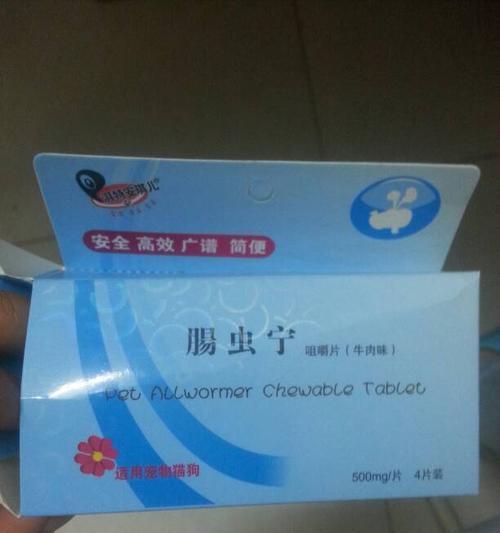 安全 高效 广谱 简便
腸虫宁 咀嚼片（牛肉味）
Pet Allwormer Chewable Tablet
适用宠物猫狗
500mg/片 4片装